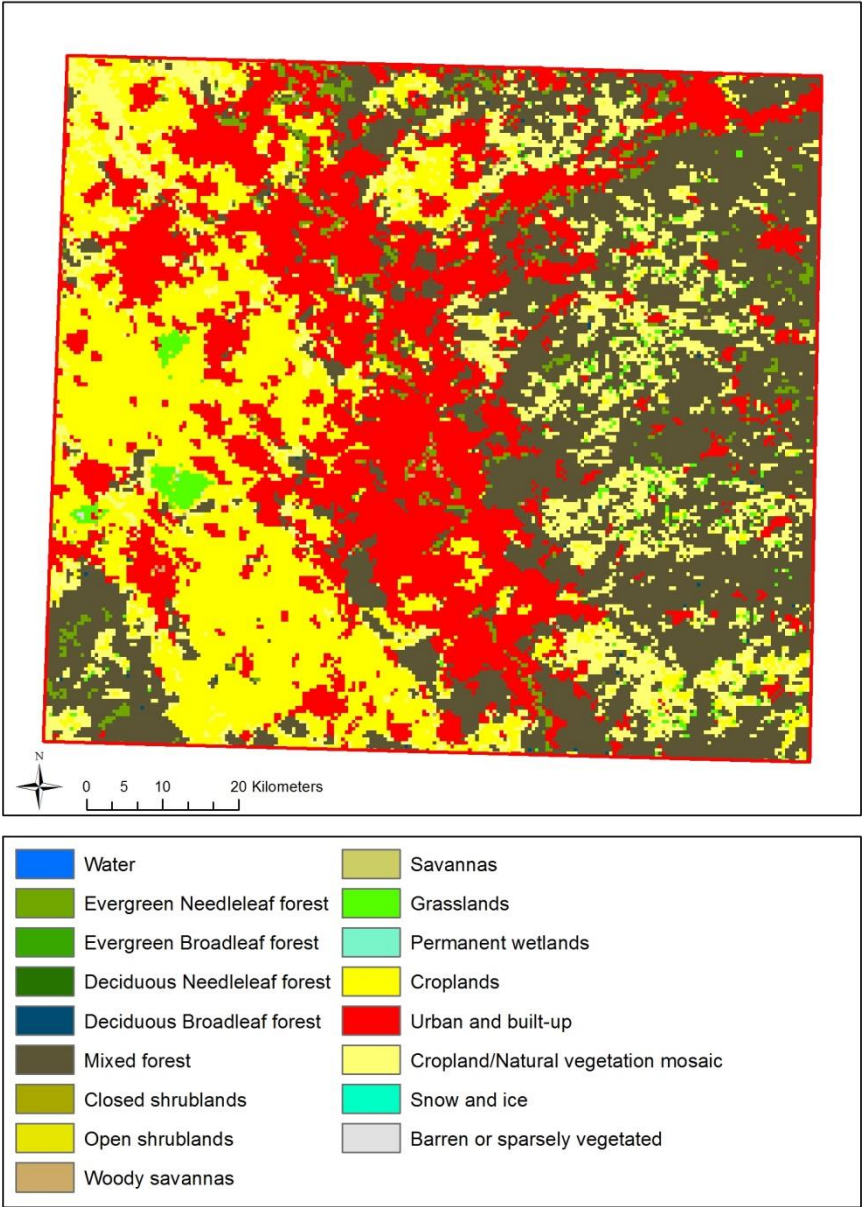 N
0 5 10 20 Kilometers
Water
Evergreen Needleleaf forest
Evergreen Broadleaf forest
Deciduous Needleleaf forest
Deciduous Broadleaf forest
Mixed forest
Closed shrublands
Open shrublands
Woody savannas
Savannas
Grasslands
Permanent wetlands
Croplands
Urban and built-up
Cropland/Natural vegetation mosaic
Snow and ice
Barren or sparsely vegetated